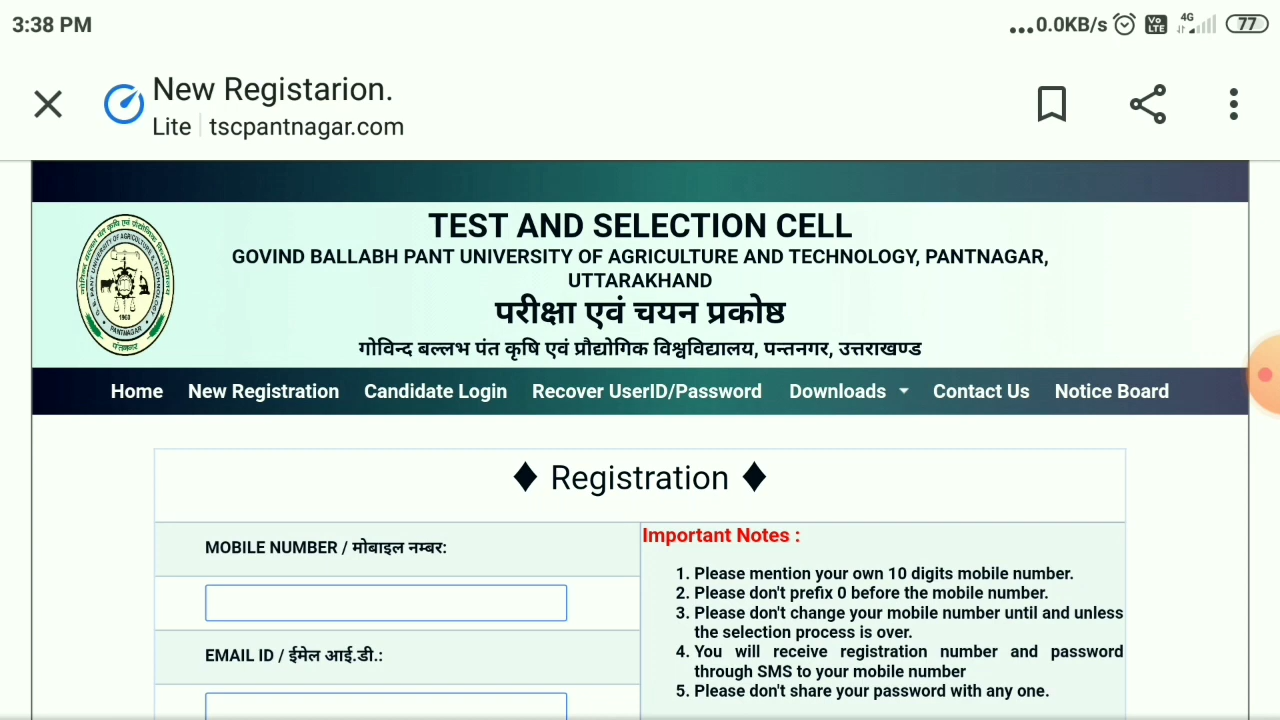 3:38 PM
...0.0KB/s
Vo LTE
4G
77
New Registarion.
Lite tscpantnagar.com
TEST AND SELECTION CELL
GOVIND BALLABH PANT UNIVERSITY OF AGRICULTURE AND TECHNOLOGY, PANTNAGAR,
UTTARAKHAND
परीक्षा एवं चयन प्रकोष्ठ
गोविन्द बल्लभ पंत कृषि एवं प्रौद्योगिक विश्वविद्यालय, पन्तनगर, उत्तराखण्ड
1960
PANTNAGAR
पंतनगर
Home New Registration Candidate Login Recover UserID/Password Downloads Contact Us Notice Board
♦ Registration ♦
MOBILE NUMBER / मोबाइल नम्बर:
EMAIL ID / ईमेल आई.डी.:
Important Notes :
1. Please mention your own 10 digits mobile number.
2. Please don't prefix 0 before the mobile number.
3. Please don't change your mobile number until and unless
the selection process is over.
4. You will receive registration number and password
through SMS to your mobile number
5. Please don't share your password with any one.